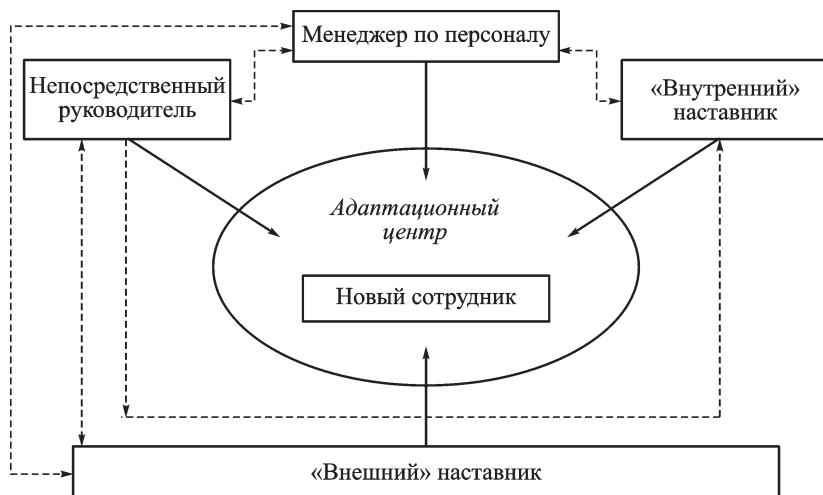 Менеджер по персоналу
Непосредственный
руководитель
«Внутренний»
наставник
Адаптационный
центр
Новый сотрудник
«Внешний» наставник